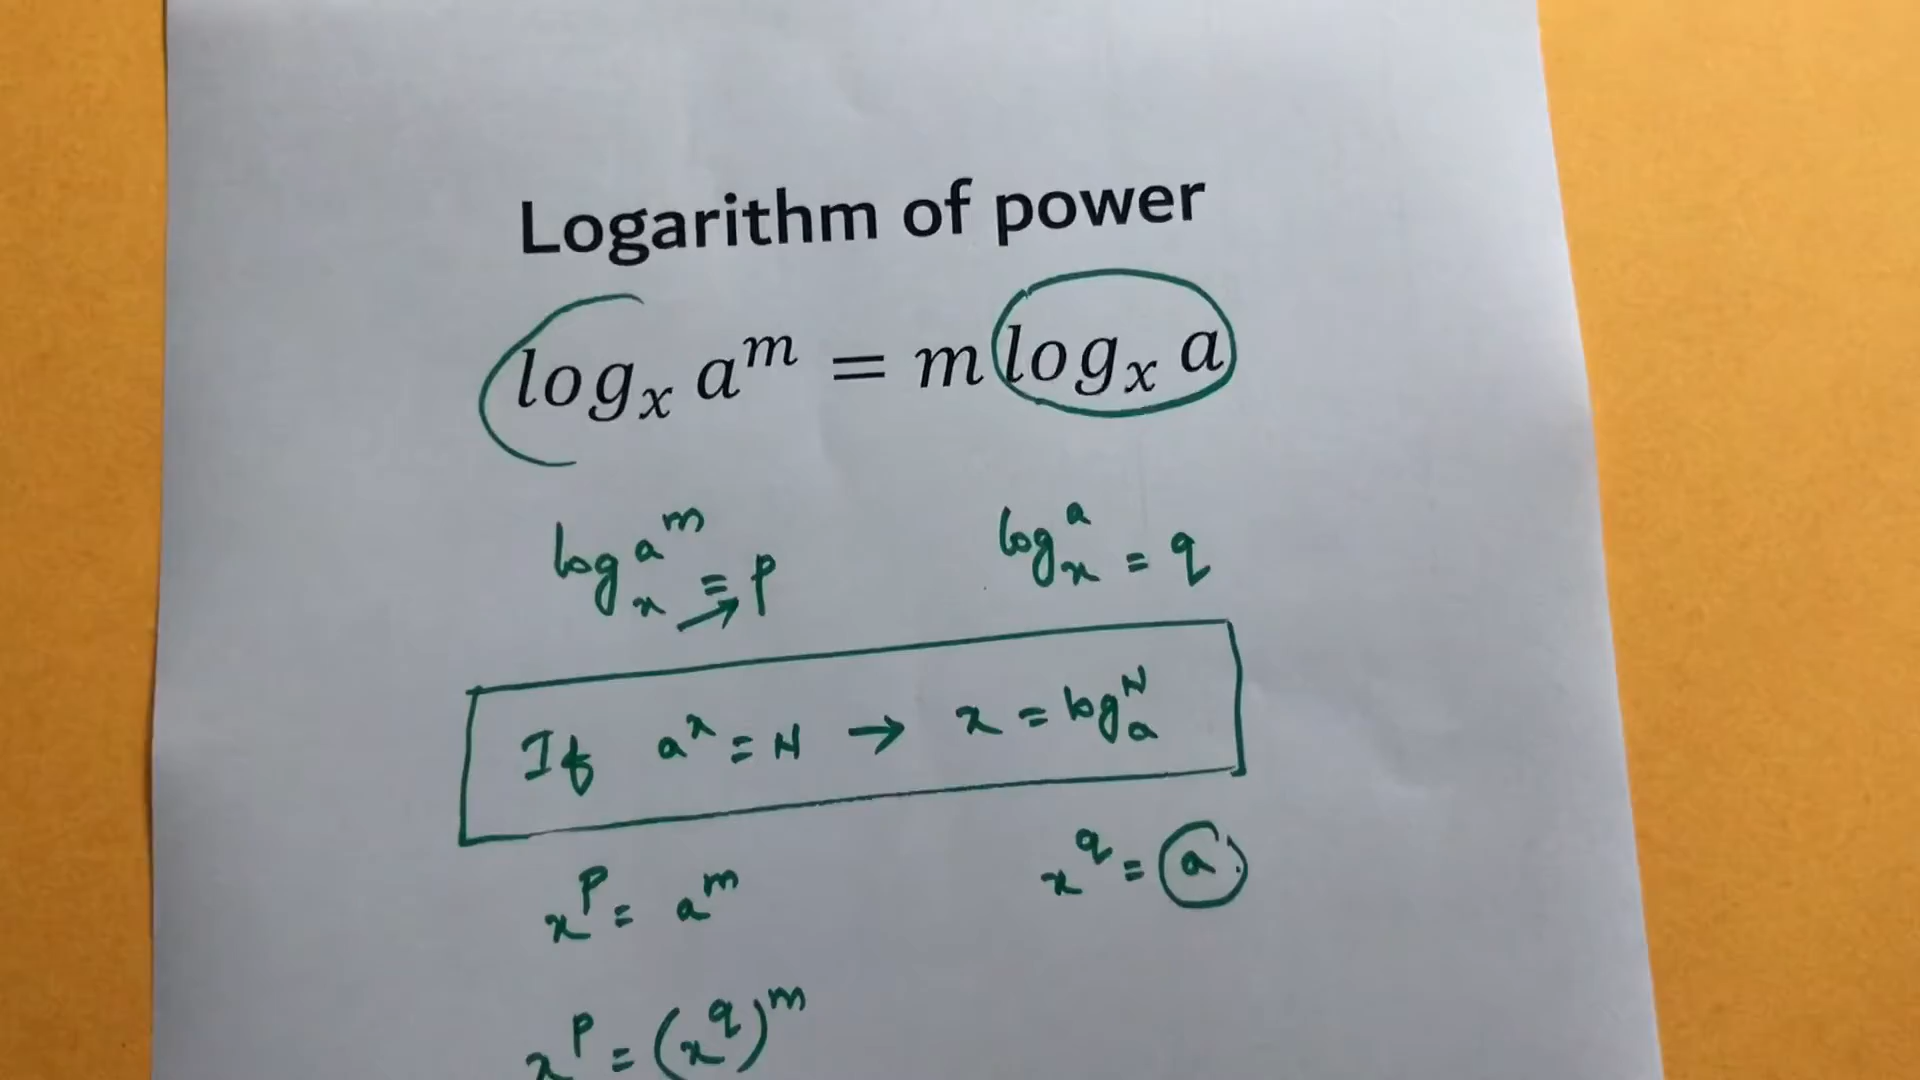 Logarithm of power
log_x a^m = m log_x a
log_x a^m = p    log_x a = q
If a^x = N → x = log_a N
x^p = a^m    x^q = a
x^p = (x^q)^m